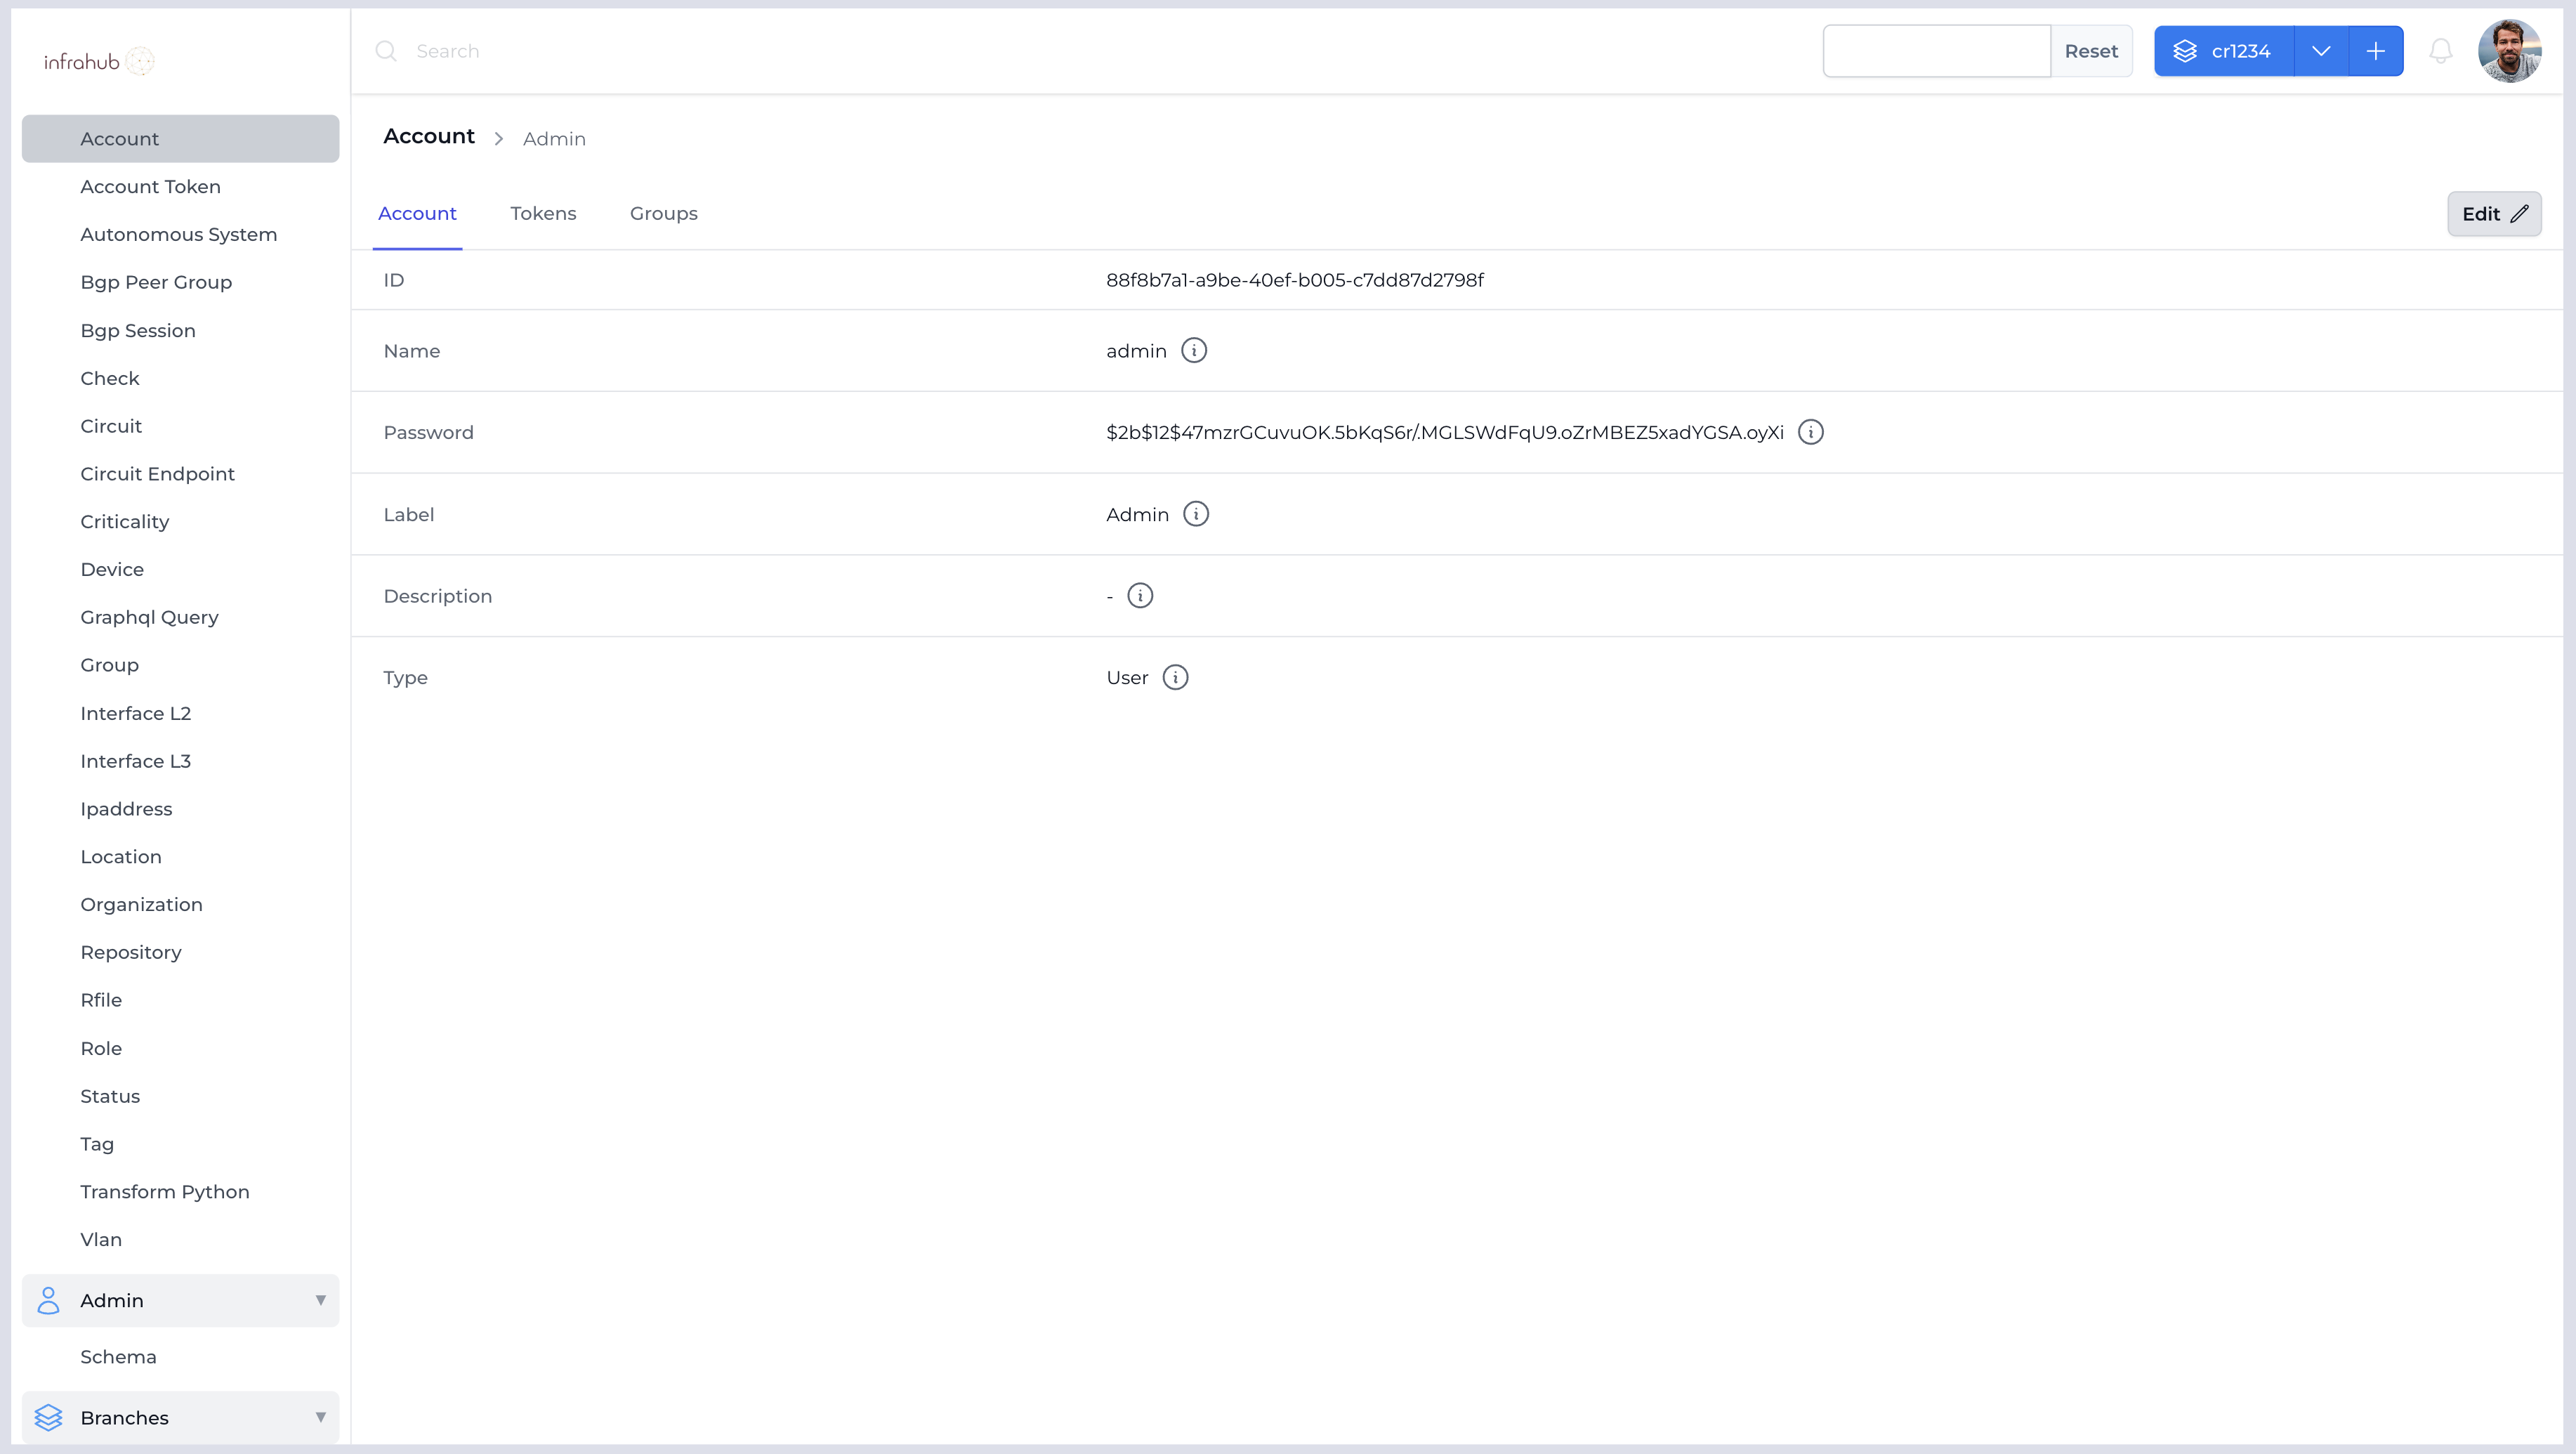 infrahub
Search
Reset
cr1234
Account
Account Token
Autonomous System
Bgp Peer Group
Bgp Session
Check
Circuit
Circuit Endpoint
Criticality
Device
Graphql Query
Group
Interface L2
Interface L3
Ipaddress
Location
Organization
Repository
Rfile
Role
Status
Tag
Transform Python
Vlan
Admin
Schema
Branches
Account > Admin
Account Tokens Groups
Edit
ID 88f8b7a1-a9be-40ef-b005-c7dd87d2798f
Name admin
Password $2b$12$47mzrGCuvuOK.5bKqS6r/.MGLSWdFqU9.oZrMBEZ5xadYGSA.oyXi
Label Admin
Description -
Type User